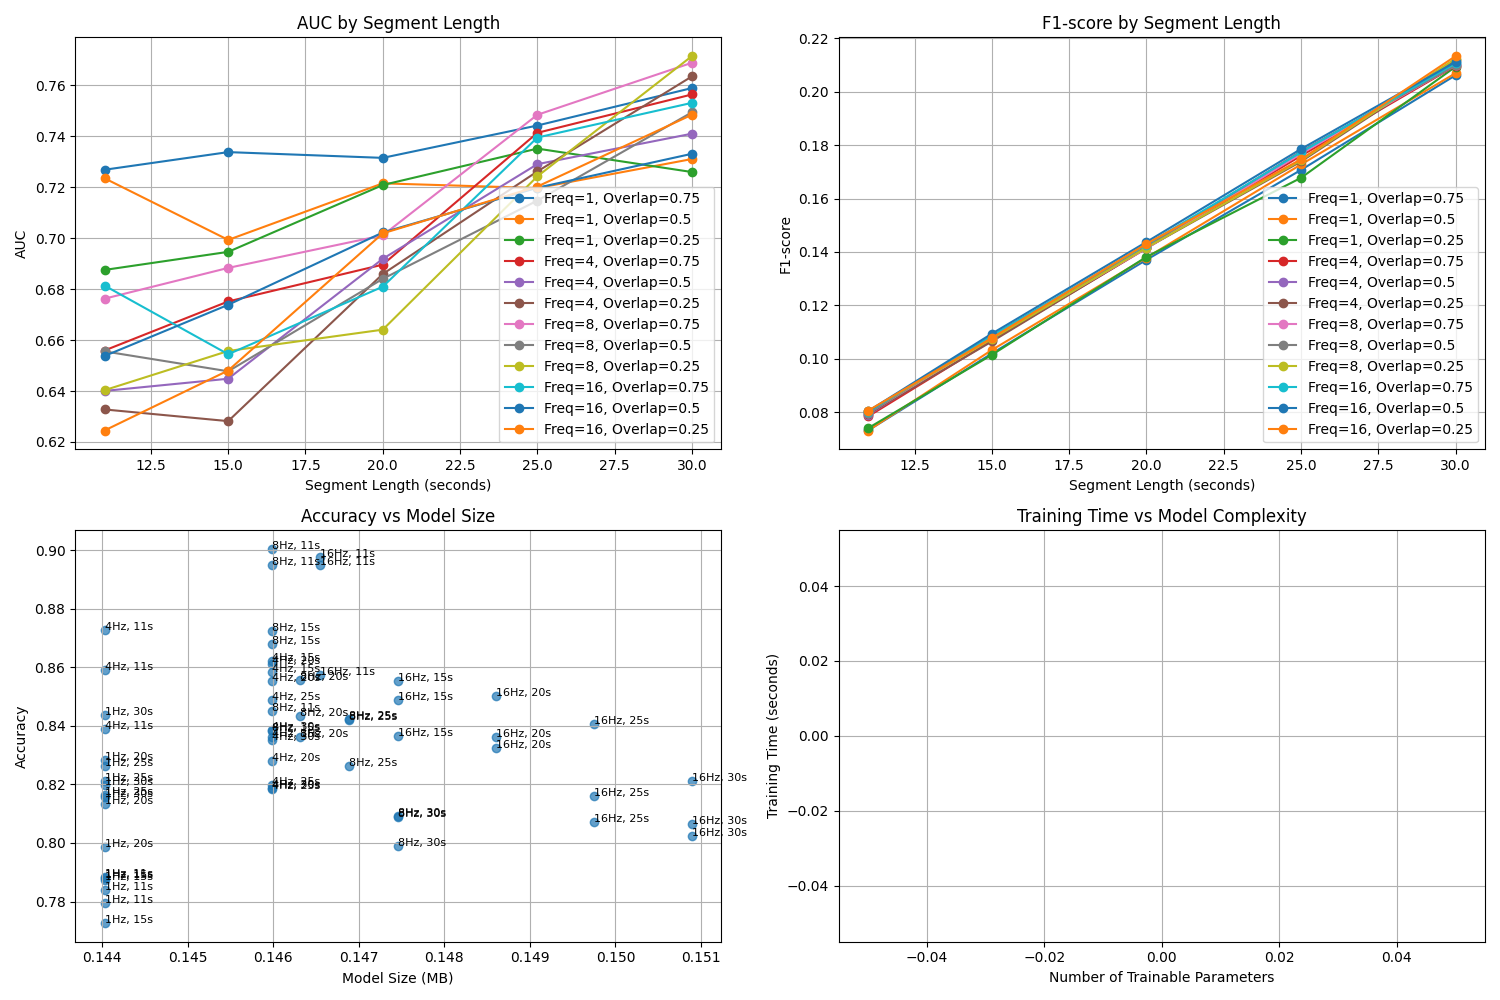 AUC by Segment Length
AUC
0.76
0.74
0.72
0.70
0.68
0.66
0.64
0.62
12.5 15.0 17.5 20.0 22.5 25.0 27.5 30.0
Segment Length (seconds)
Freq=1, Overlap=0.75
Freq=1, Overlap=0.5
Freq=1, Overlap=0.25
Freq=4, Overlap=0.75
Freq=4, Overlap=0.5
Freq=4, Overlap=0.25
Freq=8, Overlap=0.75
Freq=8, Overlap=0.5
Freq=8, Overlap=0.25
Freq=16, Overlap=0.75
Freq=16, Overlap=0.5
Freq=16, Overlap=0.25
F1-score by Segment Length
F1-score
0.22
0.20
0.18
0.16
0.14
0.12
0.10
0.08
12.5 15.0 17.5 20.0 22.5 25.0 27.5 30.0
Segment Length (seconds)
Freq=1, Overlap=0.75
Freq=1, Overlap=0.5
Freq=1, Overlap=0.25
Freq=4, Overlap=0.75
Freq=4, Overlap=0.5
Freq=4, Overlap=0.25
Freq=8, Overlap=0.75
Freq=8, Overlap=0.5
Freq=8, Overlap=0.25
Freq=16, Overlap=0.75
Freq=16, Overlap=0.5
Freq=16, Overlap=0.25
Accuracy vs Model Size
Accuracy
0.90
0.88
0.86
0.84
0.82
0.80
0.78
0.144 0.145 0.146 0.147 0.148 0.149 0.150 0.151
Model Size (MB)
4Hz, 11s
4Hz, 11s
1Hz, 30s
4Hz, 11s
1Hz, 20s
1Hz, 25s
1Hz, 25s
1Hz, 30s
1Hz, 20s
1Hz, 20s
1Hz, 11s
1Hz, 11s
1Hz, 15s
8Hz, 11s
8Hz, 11s
16Hz, 11s
16Hz, 11s
8Hz, 15s
8Hz, 15s
4Hz, 15s
4Hz, 20s
4Hz, 15s
16Hz, 11s
4Hz, 25s
8Hz, 11s
8Hz, 20s
4Hz, 30s
4Hz, 20s
4Hz, 25s
8Hz, 25s
8Hz, 25s
16Hz, 15s
16Hz, 15s
16Hz, 15s
8Hz, 30s
8Hz, 30s
16Hz, 20s
16Hz, 20s
16Hz, 20s
16Hz, 25s
16Hz, 25s
16Hz, 25s
16Hz, 30s
16Hz, 30s
16Hz, 30s
Training Time vs Model Complexity
Training Time (seconds)
0.04
0.02
0.00
−0.02
−0.04
−0.04 −0.02 0.00 0.02 0.04
Number of Trainable Parameters